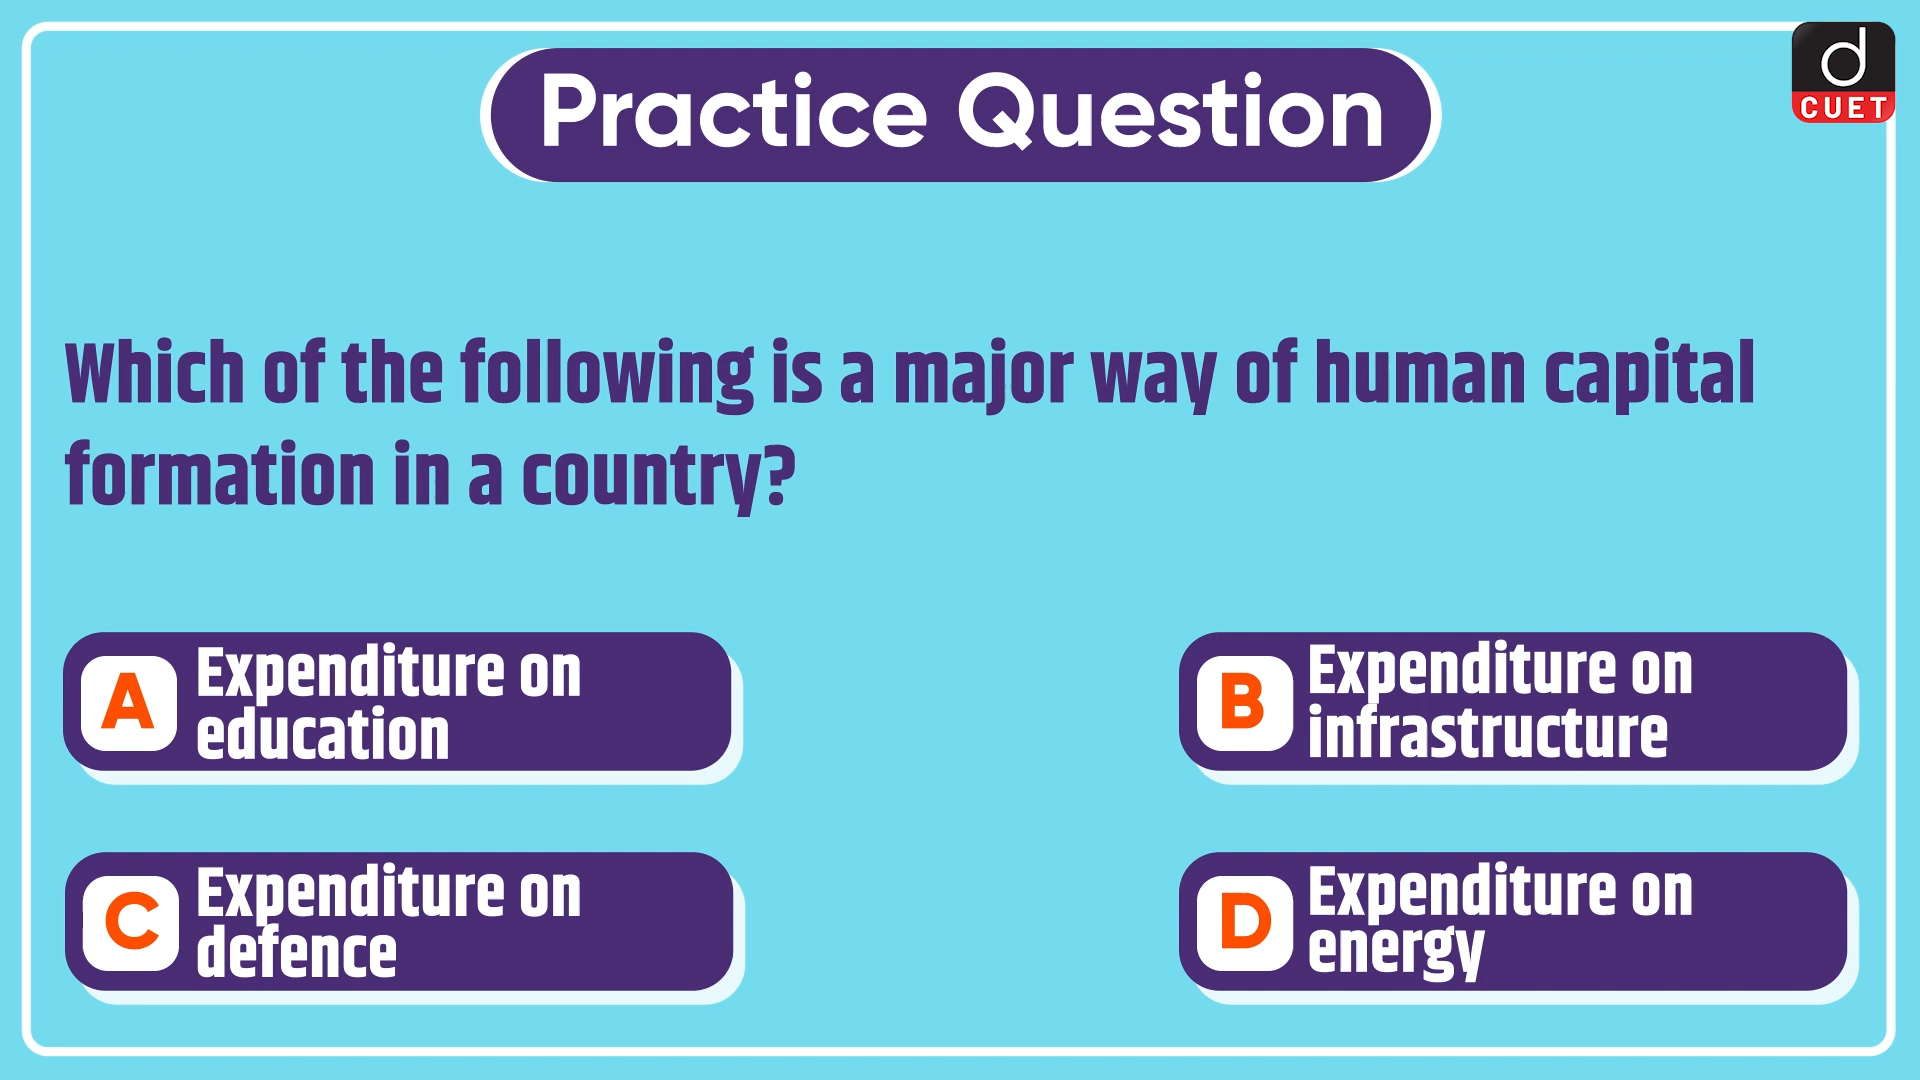 Practice Question
d
CUET
Which of the following is a major way of human capital
formation in a country?
A
Expenditure on
education
B
Expenditure on
infrastructure
C
Expenditure on
defence
D
Expenditure on
energy